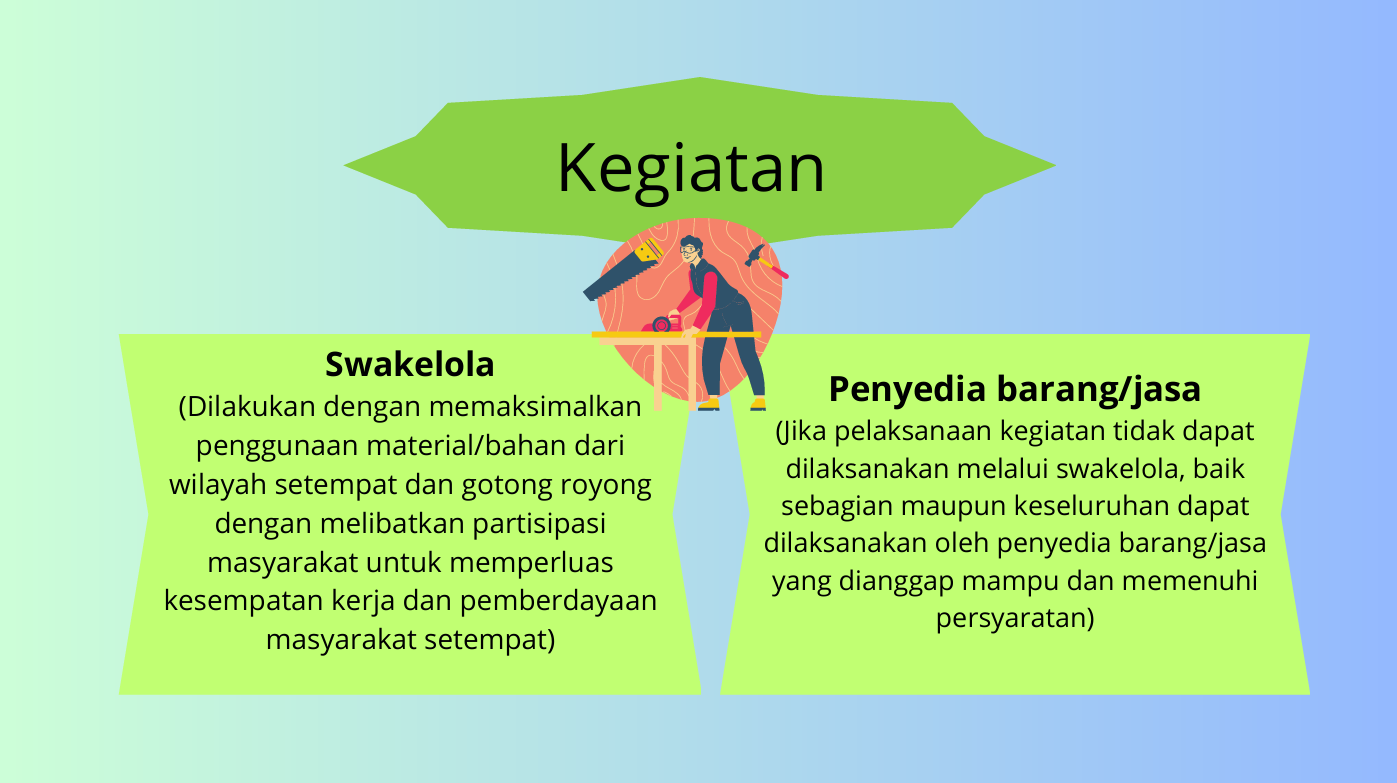 Kegiatan
Swakelola
(Dilakukan dengan memaksimalkan
penggunaan material/bahan dari
wilayah setempat dan gotong royong
dengan melibatkan partisipasi
masyarakat untuk memperluas
kesempatan kerja dan pemberdayaan
masyarakat setempat)
Penyedia barang/jasa
(Jika pelaksanaan kegiatan tidak dapat
dilaksanakan melalui swakelola, baik
sebagian maupun keseluruhan dapat
dilaksanakan oleh penyedia barang/jasa
yang dianggap mampu dan memenuhi
persyaratan)